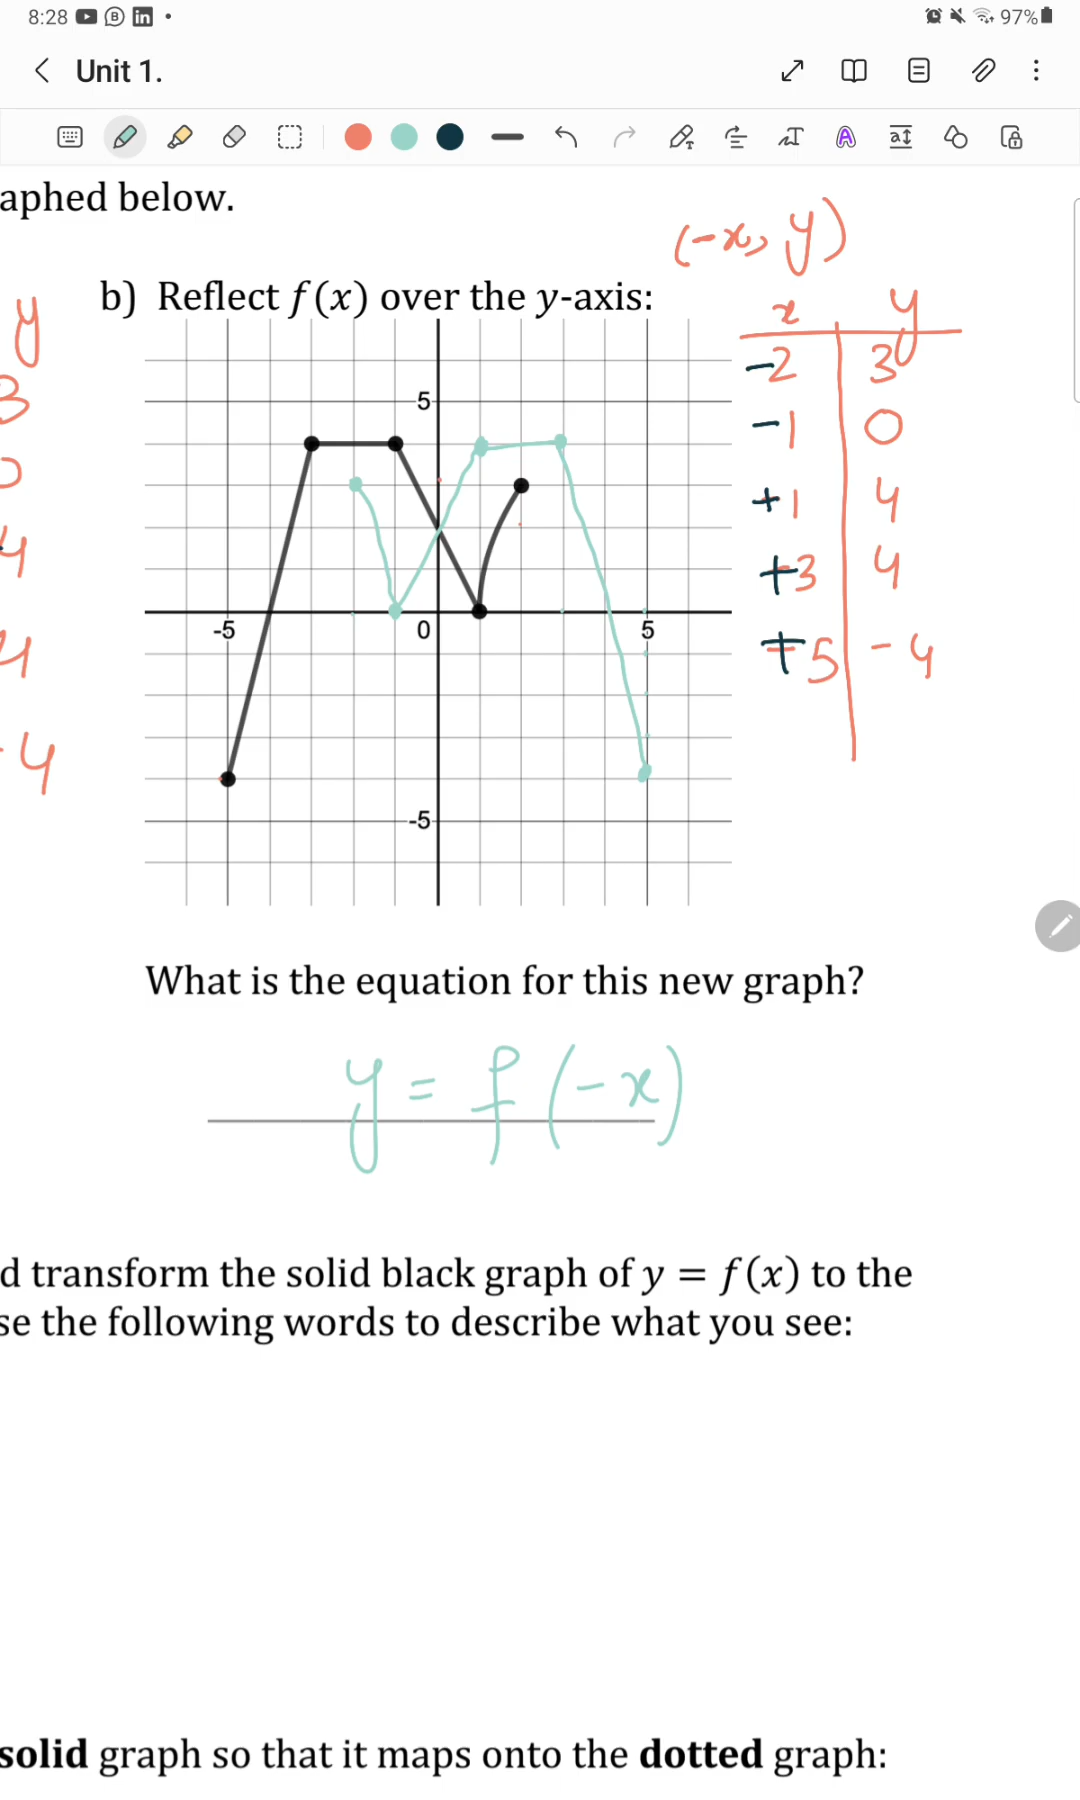 8:28 97%
Unit 1.
aphed below.
(-x, y)
b) Reflect f(x) over the y-axis:
y
x y
-2 3
-1 0
+1 4
+3 4
+5 -4
3
0
4
4
-4
5
-5 0 5
-5
What is the equation for this new graph?
y = f(-x)
d transform the solid black graph of y = f(x) to the
se the following words to describe what you see:
solid graph so that it maps onto the dotted graph: